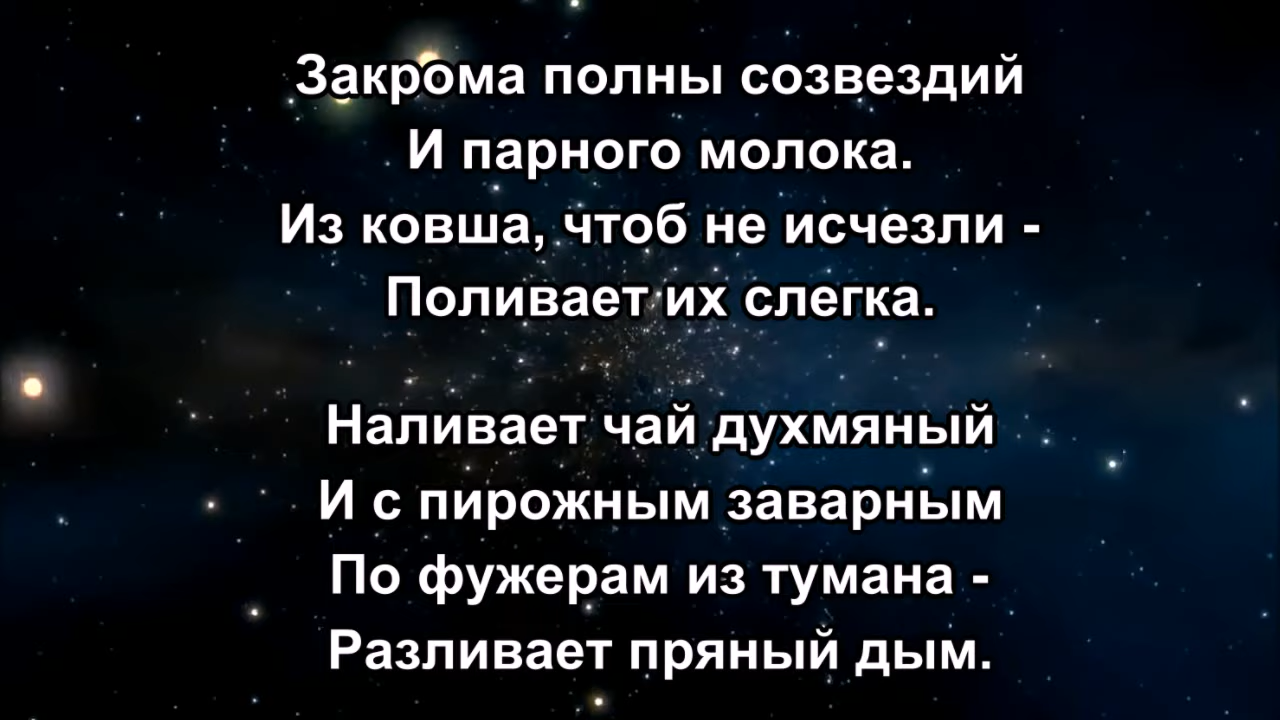 Закрома полны созвездий
И парного молока.
Из ковша, чтоб не исчезли -
Поливает их слегка.
Наливает чай духмяный
И с пирожным заварным
По фужерам из тумана -
Разливает пряный дым.